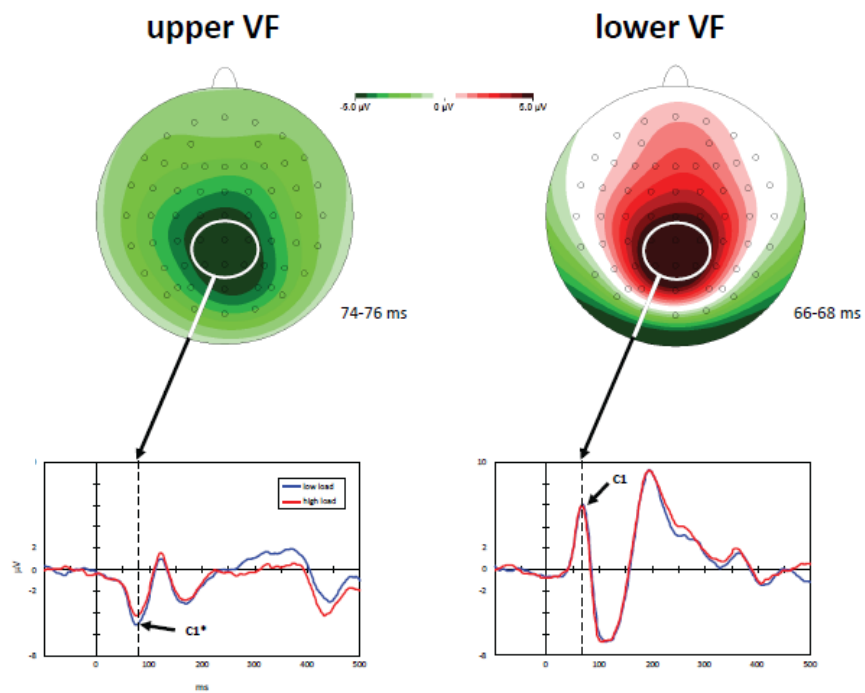 upper VF
lower VF
-5.0 µV 0 µV 5.0 µV
74-76 ms
66-68 ms
low load
high load
C1*
µV
2
0
-2
-8
0 100 200 300 400 500
ms
C1
10
2
0
-2
-8
0 100 200 300 400 500